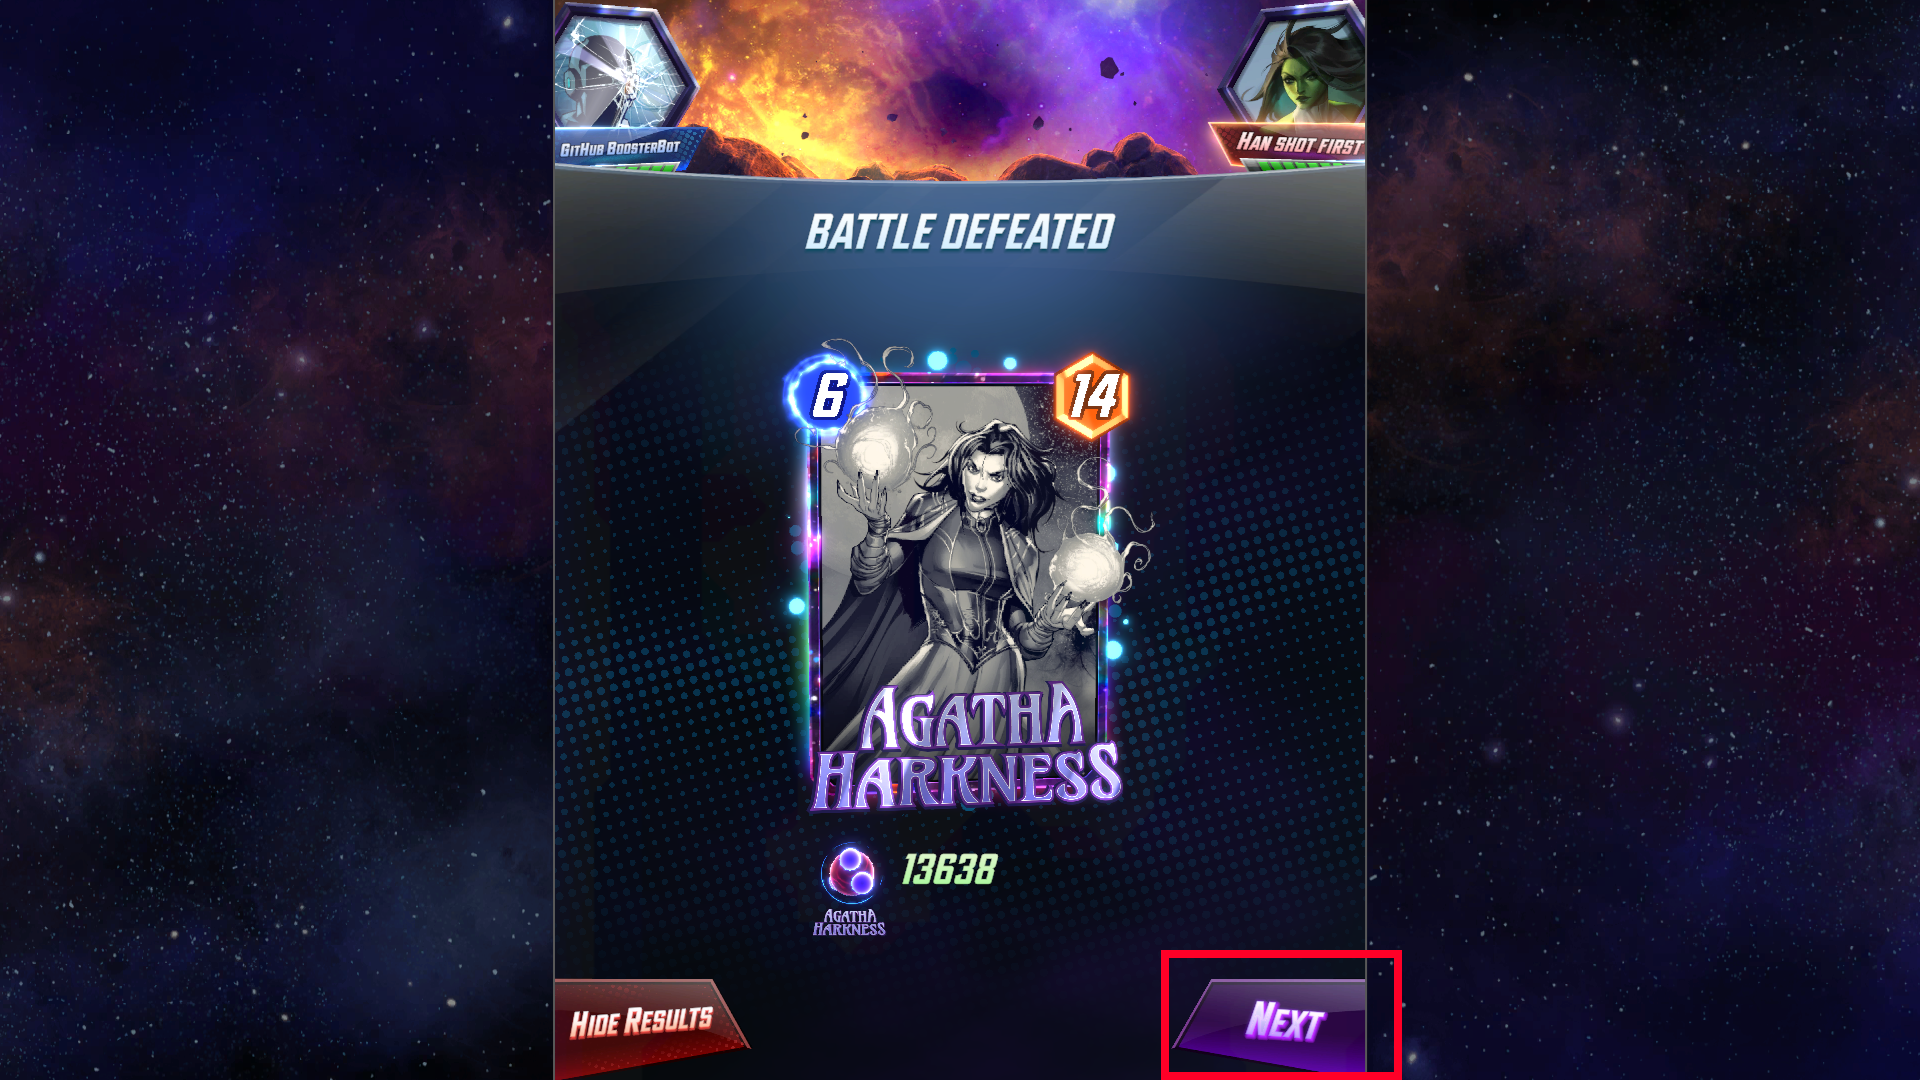 GitHub BoosterBot
Han shot first
BATTLE DEFEATED
6
14
AGATHA
HARKNESS
13638
AGATHA
HARKNESS
Hide Results
Next